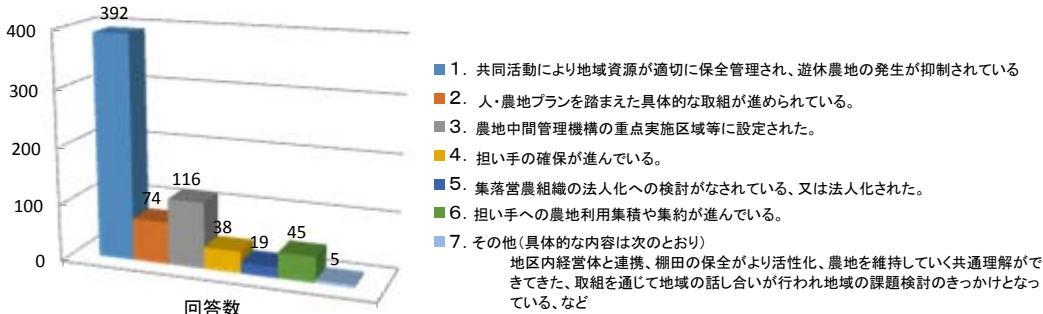 400
300
200
100
0
392
74
116
38
19
45
5
回答数
1. 共同活動により地域資源が適切に保全管理され、遊休農地の発生が抑制されている
2. 人・農地プランを踏まえた具体的な取組が進められている。
3. 農地中間管理機構の重点実施区域等に設定された。
4. 担い手の確保が進んでいる。
5. 集落営農組織の法人化への検討がなされている、又は法人化された。
6. 担い手への農地利用集積や集約が進んでいる。
7. その他(具体的な内容は次のとおり)
地区内経営体と連携、棚田の保全がより活性化、農地を維持していく共通理解がで
きてきた、取組を通じて地域の話し合いが行われ地域の課題検討のきっかけとなっ
ている、など